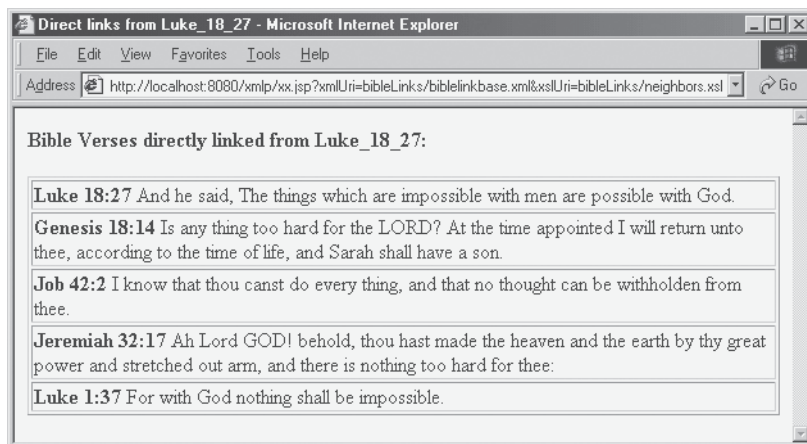 Direct links from Luke_18_27 - Microsoft Internet Explorer
File Edit View Favorites Tools Help
Address http://localhost:8080/xmlp/xx.jsp?xmlUri=bibleLinks/biblelinkbase.xml&xslUri=bibleLinks/neighbors.xsl Go
Bible Verses directly linked from Luke_18_27:
Luke 18:27 And he said, The things which are impossible with men are possible with God.
Genesis 18:14 Is any thing too hard for the LORD? At the time appointed I will return unto
thee, according to the time of life, and Sarah shall have a son.
Job 42:2 I know that thou canst do every thing, and that no thought can be withholden from
thee.
Jeremiah 32:17 Ah Lord GOD! behold, thou hast made the heaven and the earth by thy great
power and stretched out arm, and there is nothing too hard for thee:
Luke 1:37 For with God nothing shall be impossible.